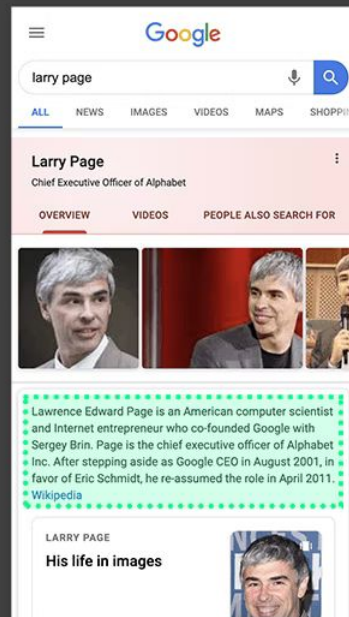 Google
larry page
ALL NEWS IMAGES VIDEOS MAPS SHOPPIN
Larry Page
Chief Executive Officer of Alphabet
OVERVIEW VIDEOS PEOPLE ALSO SEARCH FOR
Lawrence Edward Page is an American computer scientist
and Internet entrepreneur who co-founded Google with
Sergey Brin. Page is the chief executive officer of Alphabet
Inc. After stepping aside as Google CEO in August 2001, in
favor of Eric Schmidt, he re-assumed the role in April 2011.
Wikipedia
LARRY PAGE
His life in images